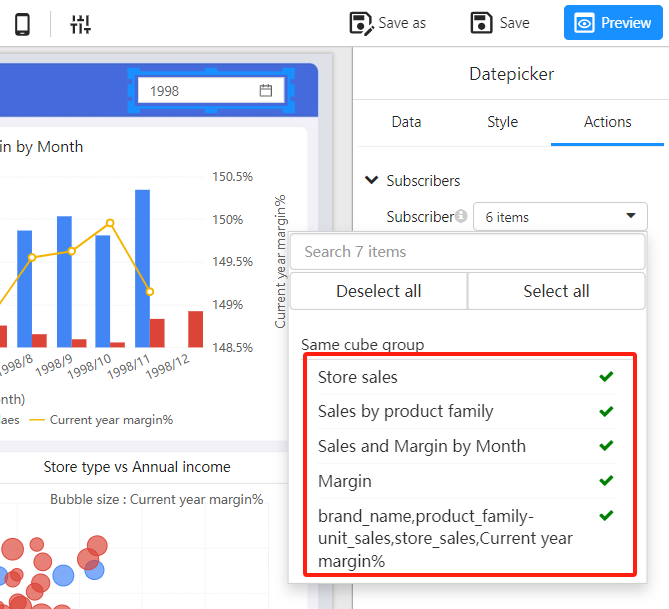 Save as
Save
Preview
1998
Datepicker
Data
Style
Actions
in by Month
Subscribers
Subscriber
6 items
Search 7 items
Deselect all
Select all
Same cube group
Store sales
Sales by product family
Sales and Margin by Month
Margin
brand_name,product_family-
unit_sales,store_sales,Current year
margin%
150.5%
150%
149.5%
149%
148.5%
Current year margin%
1998/8
1998/9
1998/10
1998/11
1998/12
nth)
laes
Current year margin%
Store type vs Annual income
Bubble size : Current year margin%